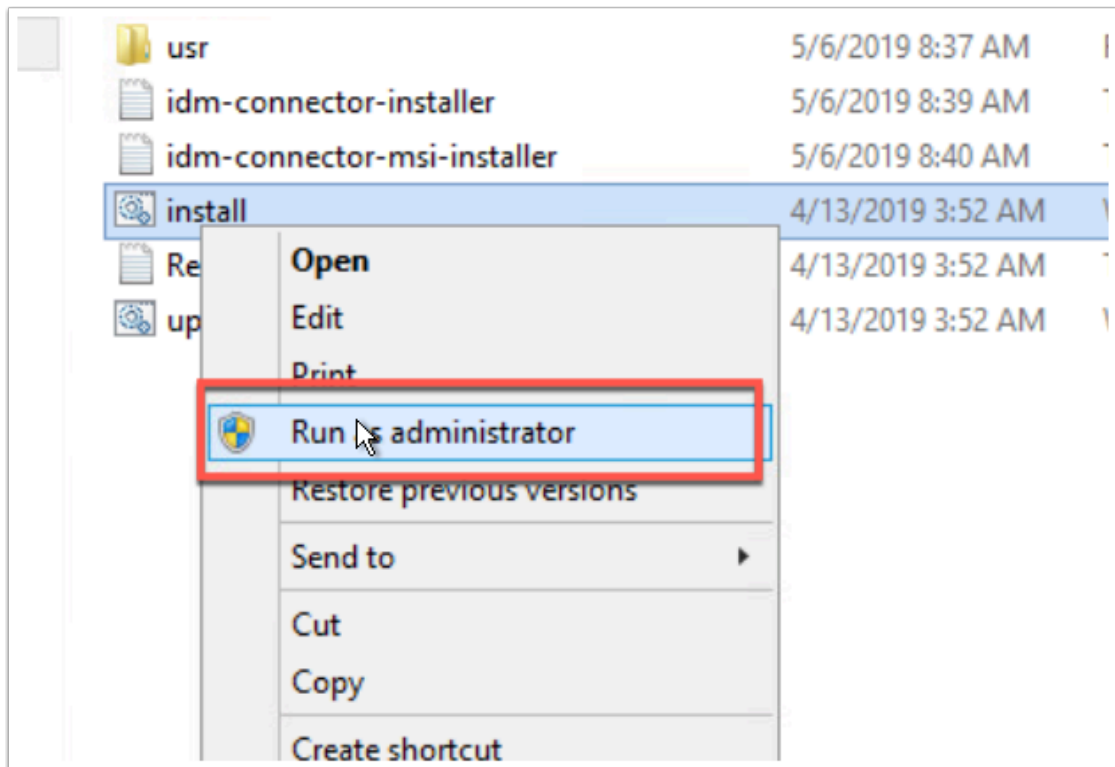 usr 5/6/2019 8:37 AM
idm-connector-installer 5/6/2019 8:39 AM
idm-connector-msi-installer 5/6/2019 8:40 AM
install 4/13/2019 3:52 AM
Re 4/13/2019 3:52 AM
up 4/13/2019 3:52 AM
Open
Edit
Print
Run as administrator
Restore previous versions
Send to
Cut
Copy
Create shortcut